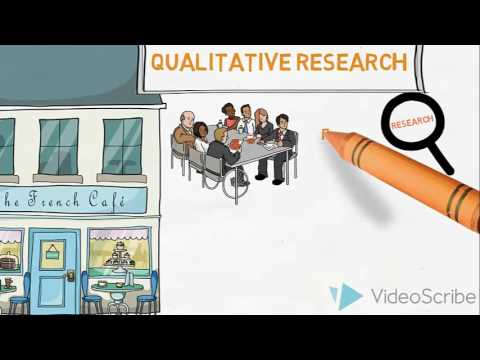 QUALITATIVE RESEARCH
RESEARCH
he French Café
VideoScribe